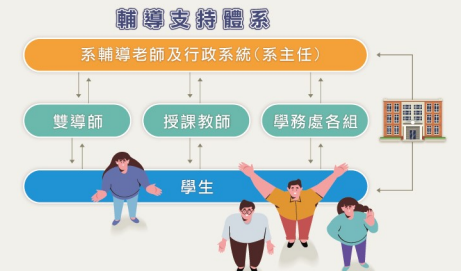 輔導支持體系
系輔導老師及行政系統(系主任)
雙導師
授課教師
學務處各組
學生